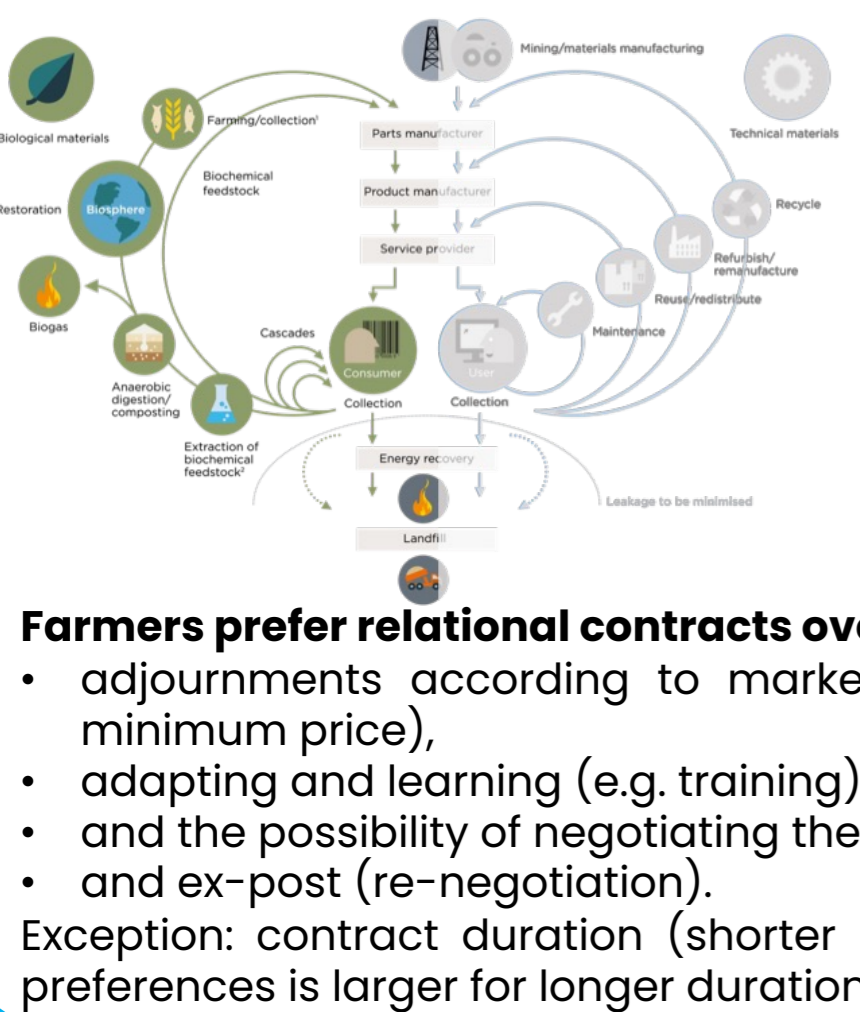 Mining/materials manufacturing
Biological materials
Technical materials
Farming/collection¹
Parts manufacturer
Biochemical
feedstock
Product manufacturer
Restoration
Biosphere
Recycle
Service provider
Refurbish/
remanufacture
Reuse/redistribute
Biogas
Cascades
Maintenance
Consumer
User
Anaerobic
digestion/
composting
Collection
Collection
Extraction of
biochemical
feedstock²
Energy recovery
Leakage to be minimised
Landfill
Farmers prefer relational contracts
• adjournments according to
minimum price),
• adapting and learning (e.g. training)
• and the possibility of negotiating the
• and ex-post (re-negotiation).
Exception: contract duration (shorter
preferences is larger for longer duration